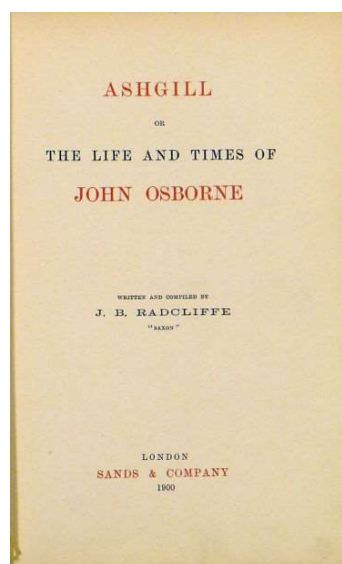 ASHGILL
OR
THE LIFE AND TIMES OF
JOHN OSBORNE
WRITTEN AND COMPILED BY
J. B. RADCLIFFE
"SAXON"
LONDON
SANDS & COMPANY
1900